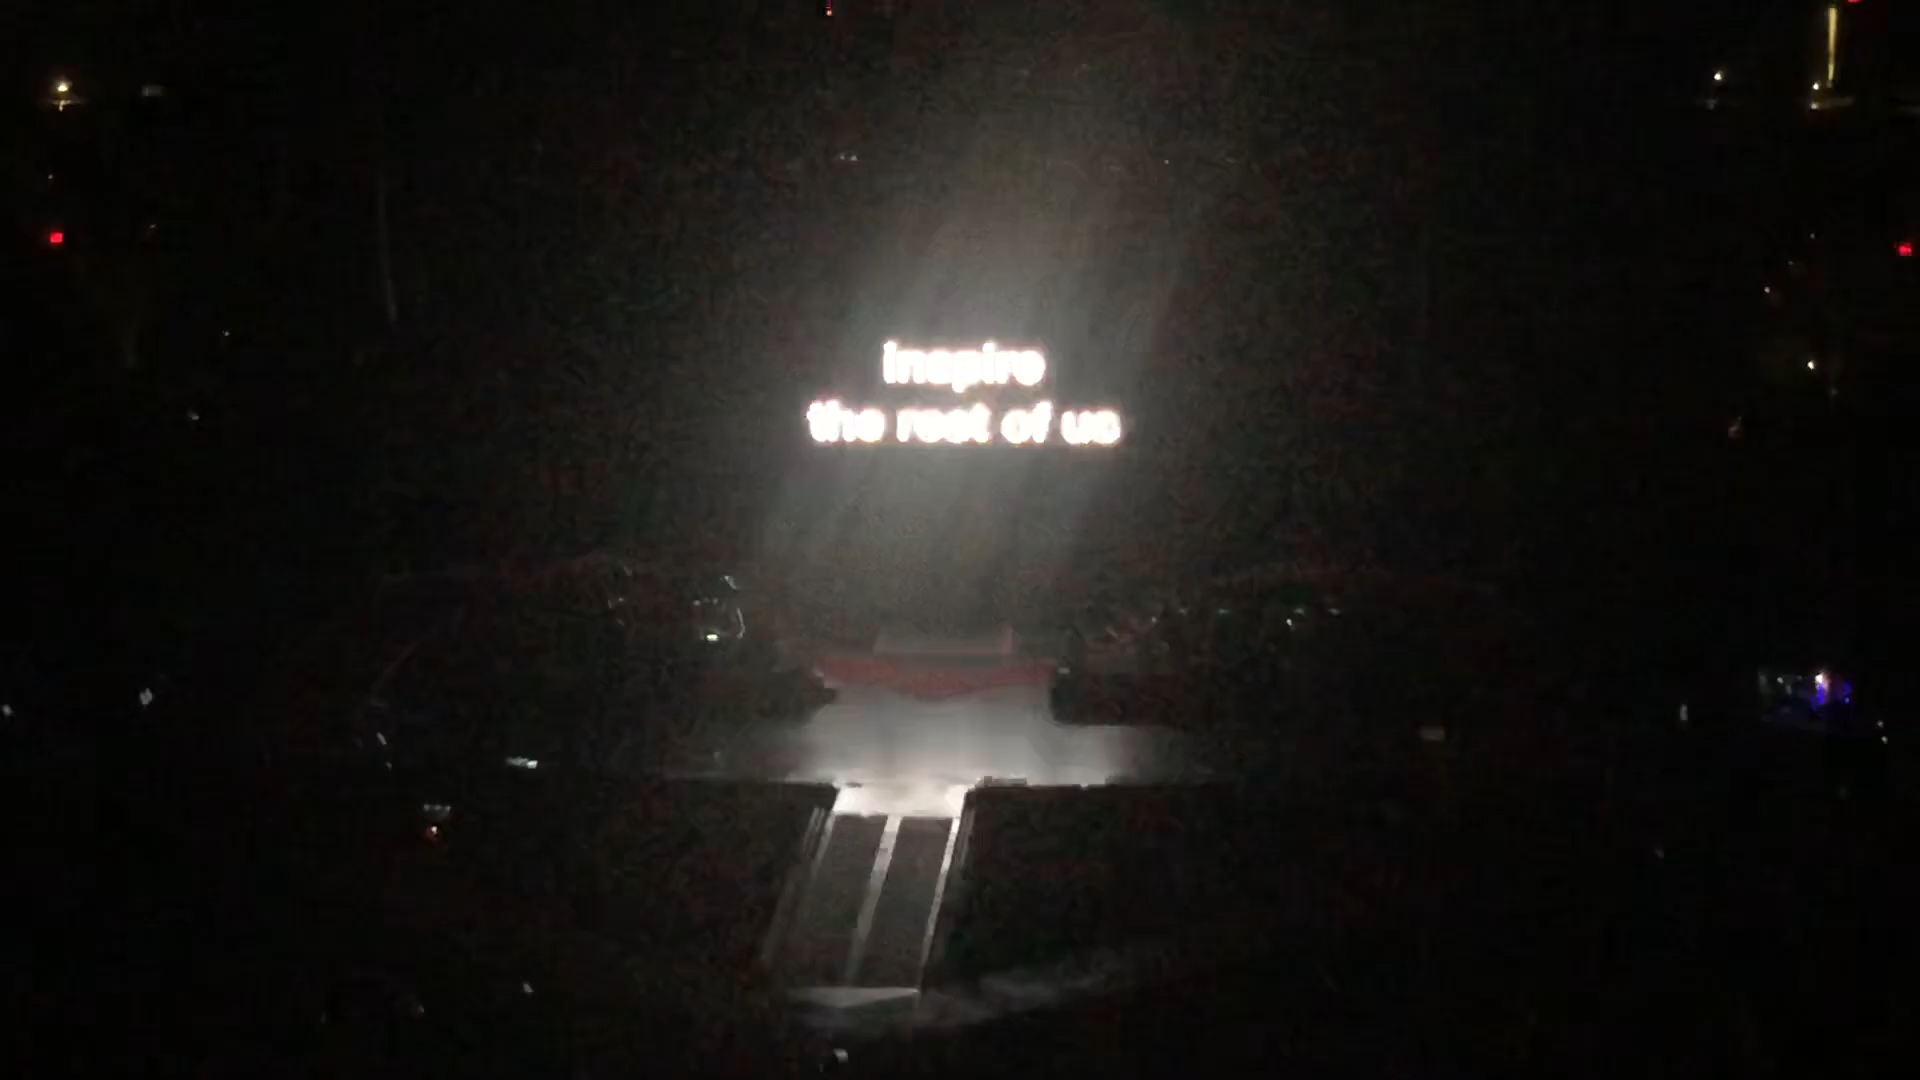 inspire
the rest of us